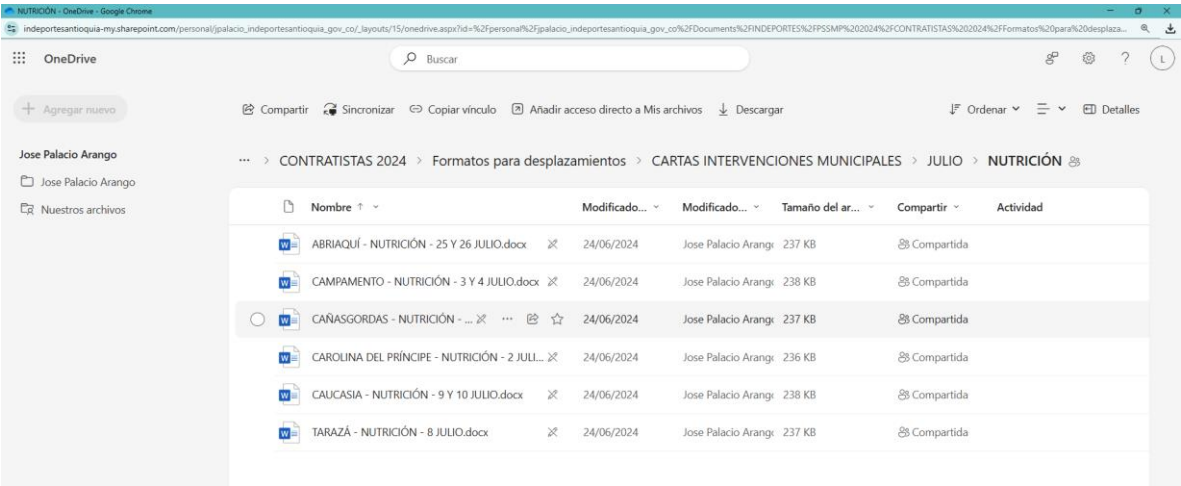 NUTRICIÓN - OneDrive - Google Chrome
indeportesantioquia-my.sharepoint.com/personal/jpalacio_indeportesantioquia_gov_co/_layouts/15/onedrive.aspx?id=%2Fpersonal%2Fjpalacio_indeportesantioquia_gov_co%2FDocuments%2FINDEPORTES%2FPSSMP%202024%2FCONTRATISTAS%202024%2FFormatos%20para%20desplaza...
OneDrive
Buscar
L
Agregar nuevo
Compartir Sincronizar Copiar vínculo Añadir acceso directo a Mis archivos Descargar Ordenar Detalles
Jose Palacio Arango
Jose Palacio Arango
Nuestros archivos
... > CONTRATISTAS 2024 > Formatos para desplazamientos > CARTAS INTERVENCIONES MUNICIPALES > JULIO > NUTRICIÓN
Nombre Modificado... Modificado... Tamaño del ar... Compartir Actividad
ABRIAQUÍ - NUTRICIÓN - 25 Y 26 JULIO.docx 24/06/2024 Jose Palacio Arango 237 KB Compartida
CAMPAMENTO - NUTRICIÓN - 3 Y 4 JULIO.docx 24/06/2024 Jose Palacio Arango 238 KB Compartida
CAÑASGORDAS - NUTRICIÓN - ... 24/06/2024 Jose Palacio Arango 237 KB Compartida
CAROLINA DEL PRÍNCIPE - NUTRICIÓN - 2 JULI... 24/06/2024 Jose Palacio Arango 236 KB Compartida
CAUCASIA - NUTRICIÓN - 9 Y 10 JULIO.docx 24/06/2024 Jose Palacio Arango 238 KB Compartida
TARAZÁ - NUTRICIÓN - 8 JULIO.docx 24/06/2024 Jose Palacio Arango 237 KB Compartida